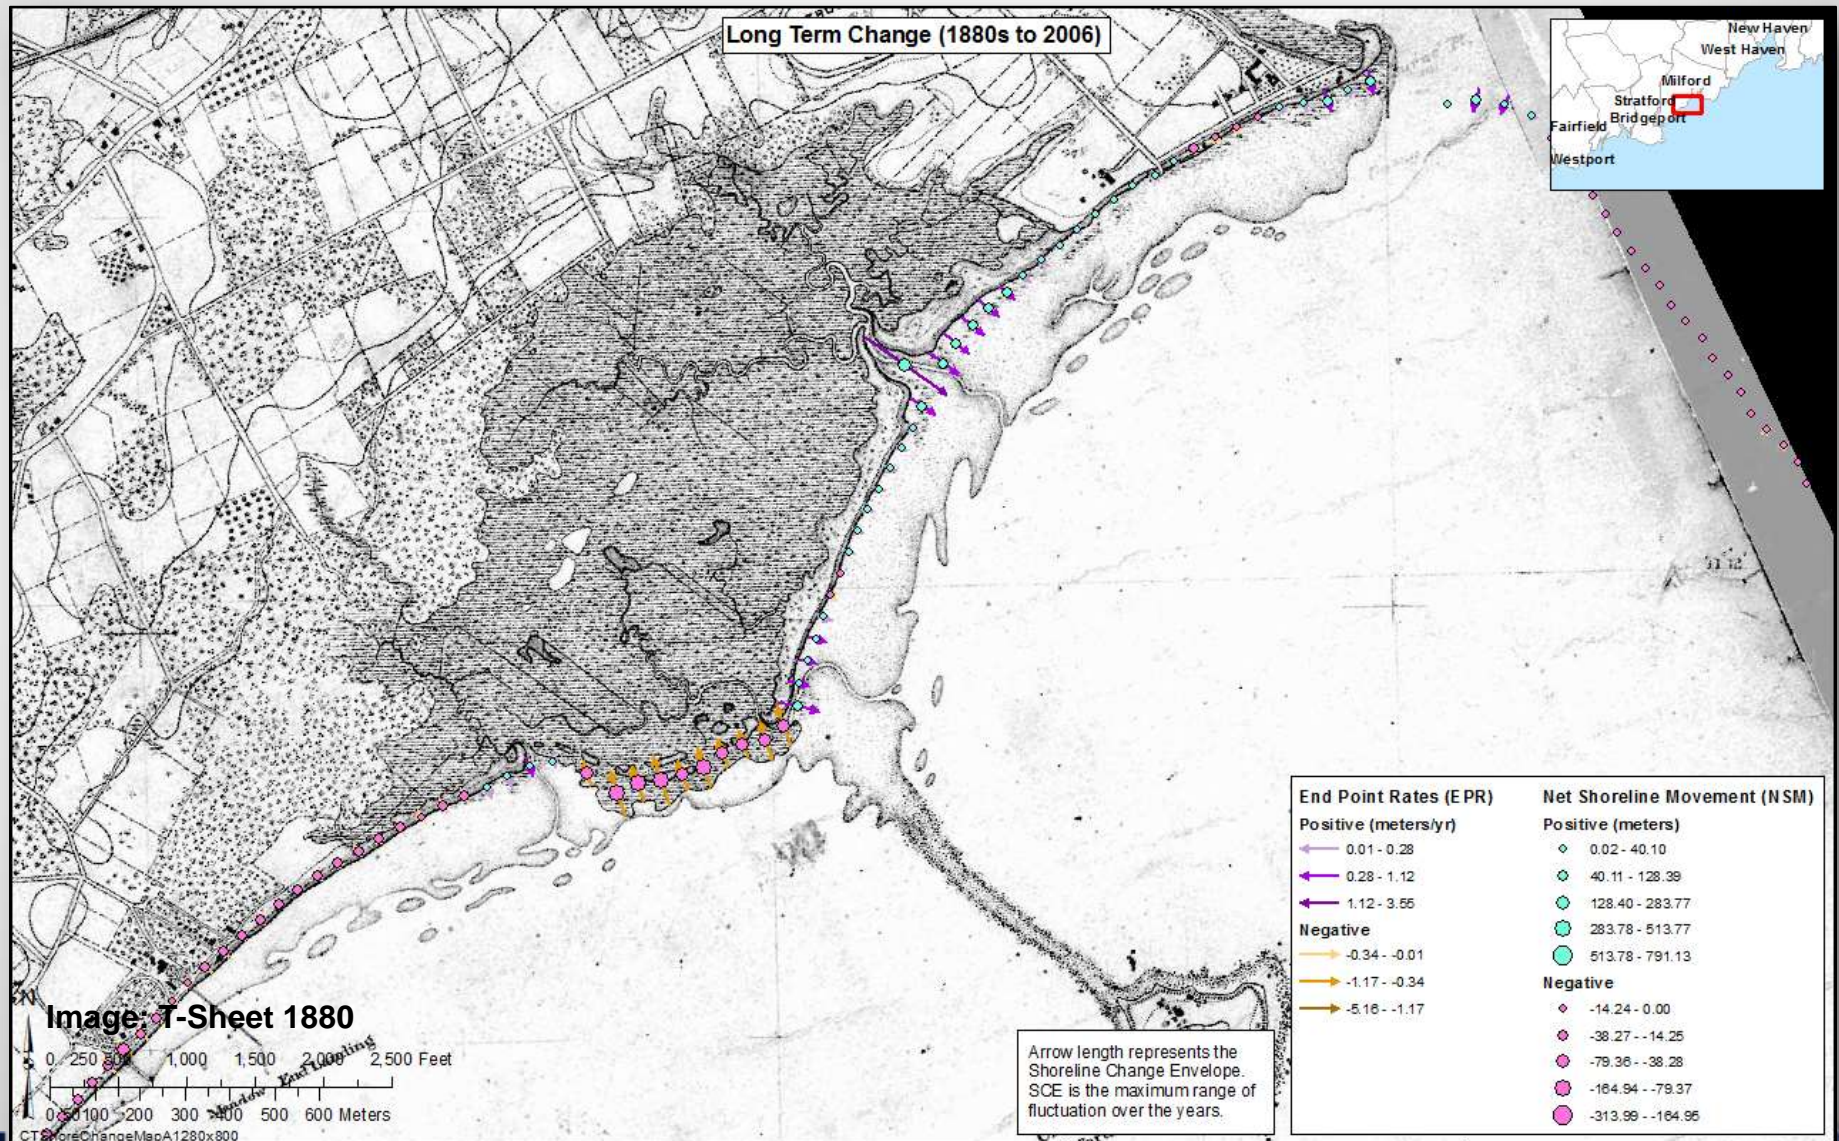 Long Term Change (1880s to 2006)
New Haven
West Haven
Milford
Stratford
Bridgeport
Fairfield
Westport
End Point Rates (EPR)
Positive (meters/yr)
0.01 - 0.28
0.28 - 1.12
1.12 - 3.55
Negative
-0.34 - -0.01
-1.17 - -0.34
-5.16 - -1.17
Net Shoreline Movement (NSM)
Positive (meters)
0.02 - 40.10
40.11 - 128.39
128.40 - 283.77
283.78 - 513.77
513.78 - 791.13
Negative
-14.24 - 0.00
-38.27 - -14.25
-79.36 - -38.28
-164.94 - -79.37
-313.99 - -164.95
Arrow length represents the
Shoreline Change Envelope.
SCE is the maximum range of
fluctuation over the years.
N
Image: T-Sheet 1880
0 250 500 1,000 1,500 2,000 2,500 Feet
0 50 100 200 300 400 500 600 Meters
Meadow End Landing
CTShoreChangeMapA1280x800